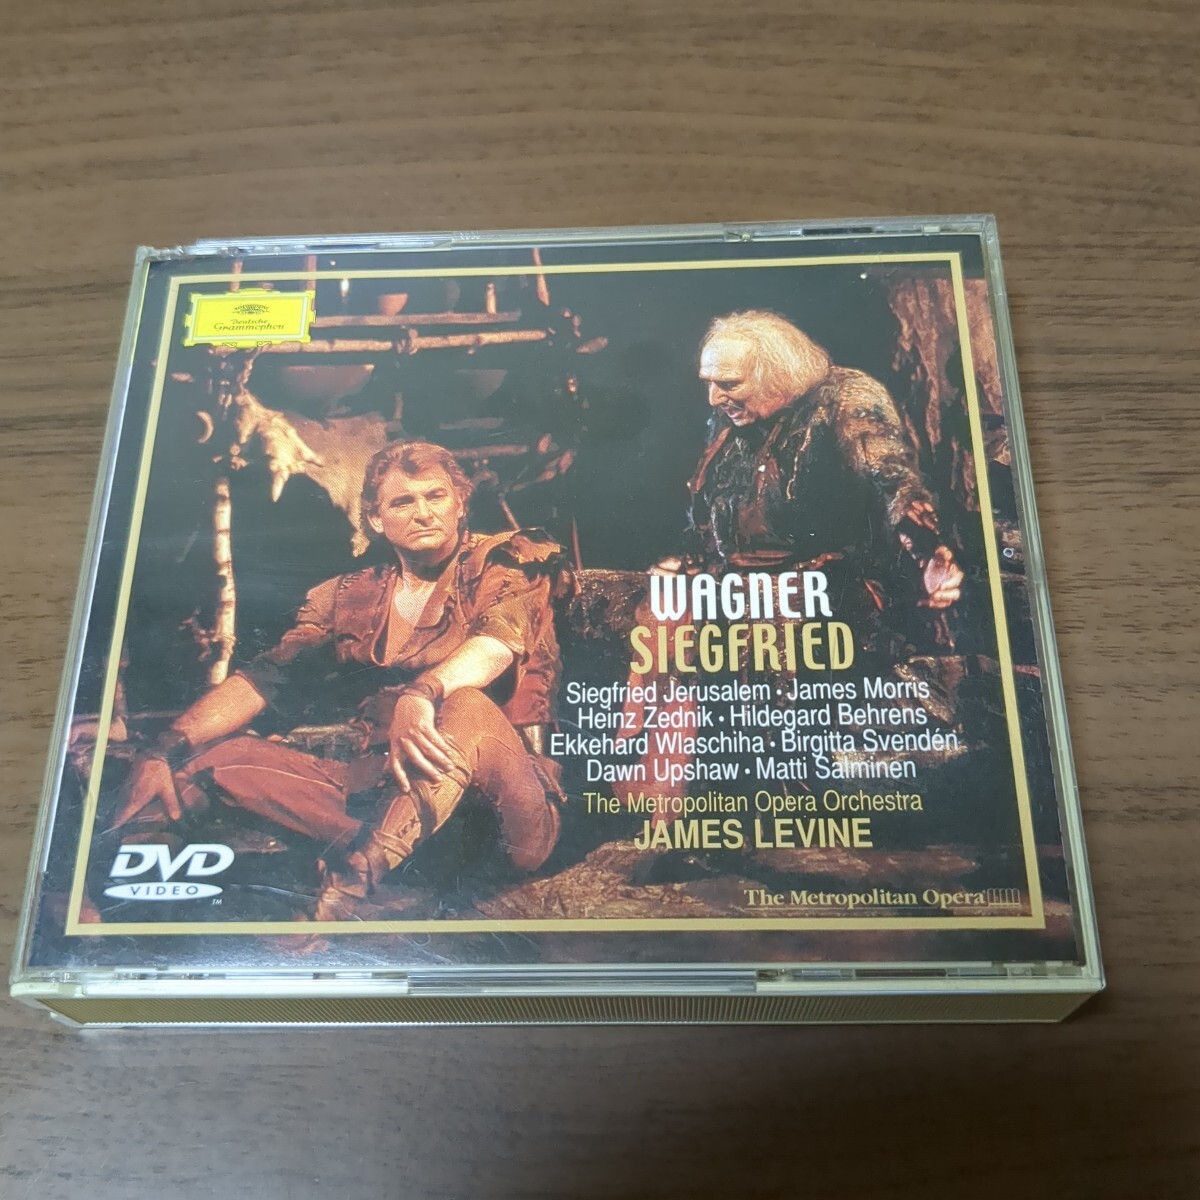 Deutsche
Grammophon
WAGNER
SIEGFRIED
Siegfried Jerusalem · James Morris
Heinz Zednik · Hildegard Behrens
Ekkehard Wlaschiha · Birgitta Svendén
Dawn Upshaw · Matti Salminen
The Metropolitan Opera Orchestra
JAMES LEVINE
DVD
VIDEO
TM
The Metropolitan Opera